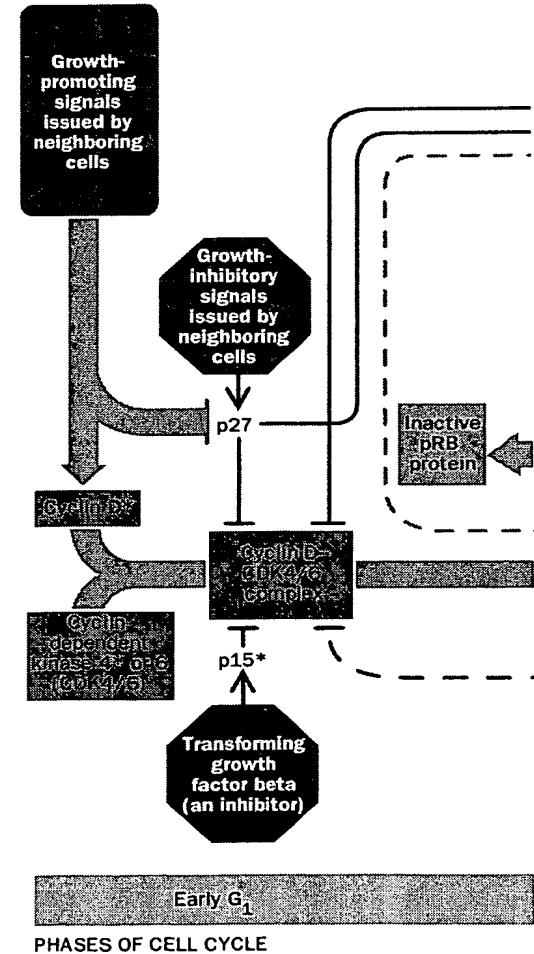 Growth-
promoting
signals
issued by
neighboring
cells
Growth-
inhibitory
signals
issued by
neighboring
cells
p27
Inactive
pRB
protein
Cyclin D*
Cyclin D–
CDK4/6
complex
Cyclin-
dependent
kinase 4* or 6
(CDK4/6)
p15*
Transforming
growth
factor beta
(an inhibitor)
Early G1
PHASES OF CELL CYCLE